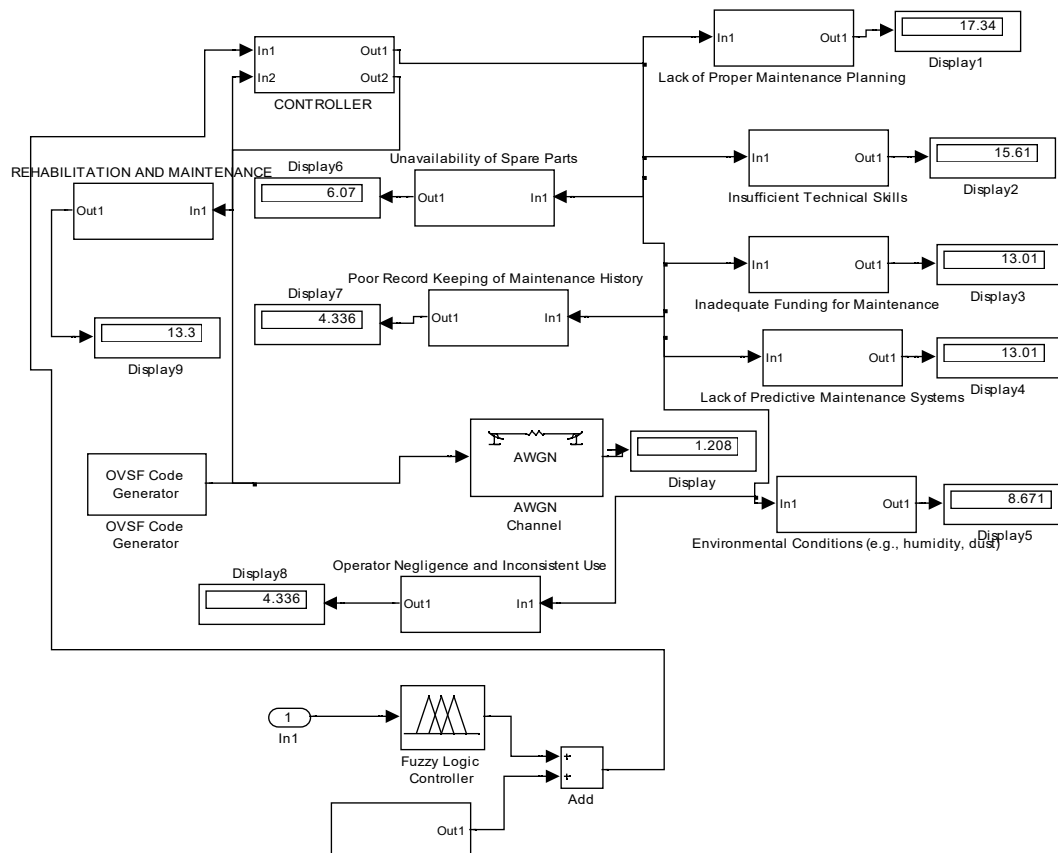 17.34
In1
Out1
Display1
Lack of Proper Maintenance Planning
In1
In2
Out1
Out2
CONTROLLER
Unavailability of Spare Parts
REHABILITATION AND MAINTENANCE
Display6
6.07
Out1
In1
Out1
In1
In1
Out1
15.61
Display2
Insufficient Technical Skills
Poor Record Keeping of Maintenance History
Display7
4.336
Out1
In1
In1
Out1
13.01
Display3
Inadequate Funding for Maintenance
13.3
Display9
In1
Out1
13.01
Display4
Lack of Predictive Maintenance Systems
OVSF Code
Generator
OVSF Code
Generator
AWGN
AWGN
Channel
1.208
Display
In1
Out1
8.671
Display5
Environmental Conditions (e.g., humidity, dust)
Operator Negligence and Inconsistent Use
Display8
4.336
Out1
In1
1
In1
Fuzzy Logic
Controller
+
+
Add
Out1